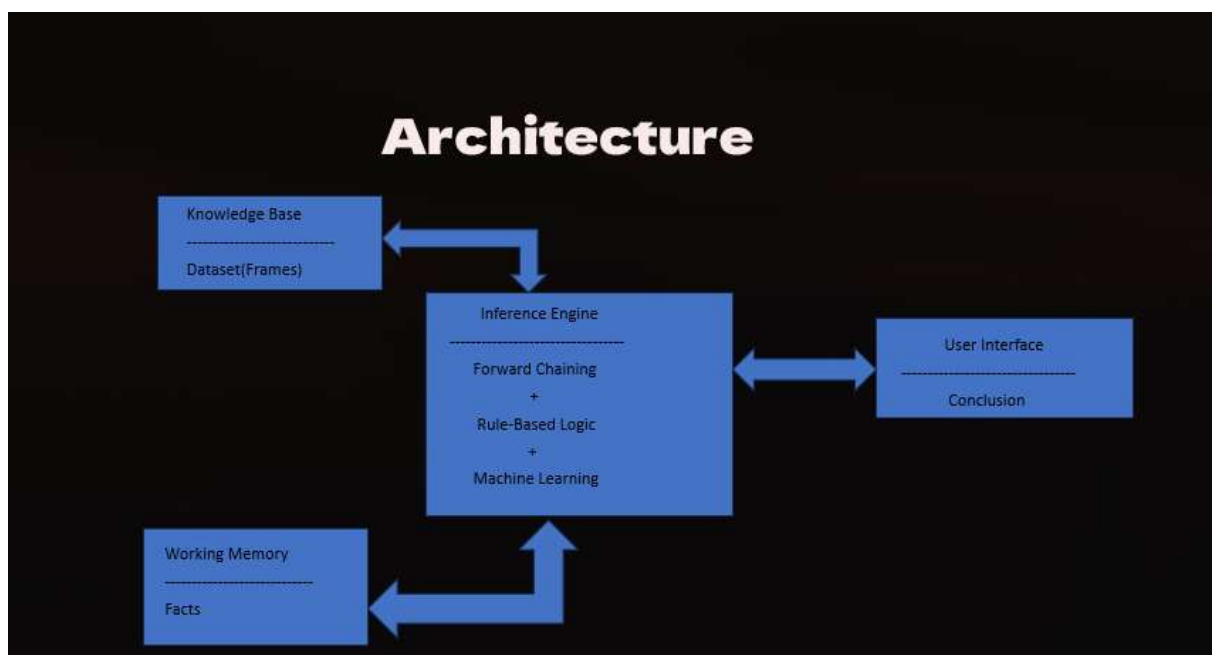 Architecture
Knowledge Base
----------------------------
Dataset(Frames)
Inference Engine
---------------------------------
Forward Chaining
+
Rule-Based Logic
+
Machine Learning
User Interface
---------------------------------
Conclusion
Working Memory
----------------------------
Facts